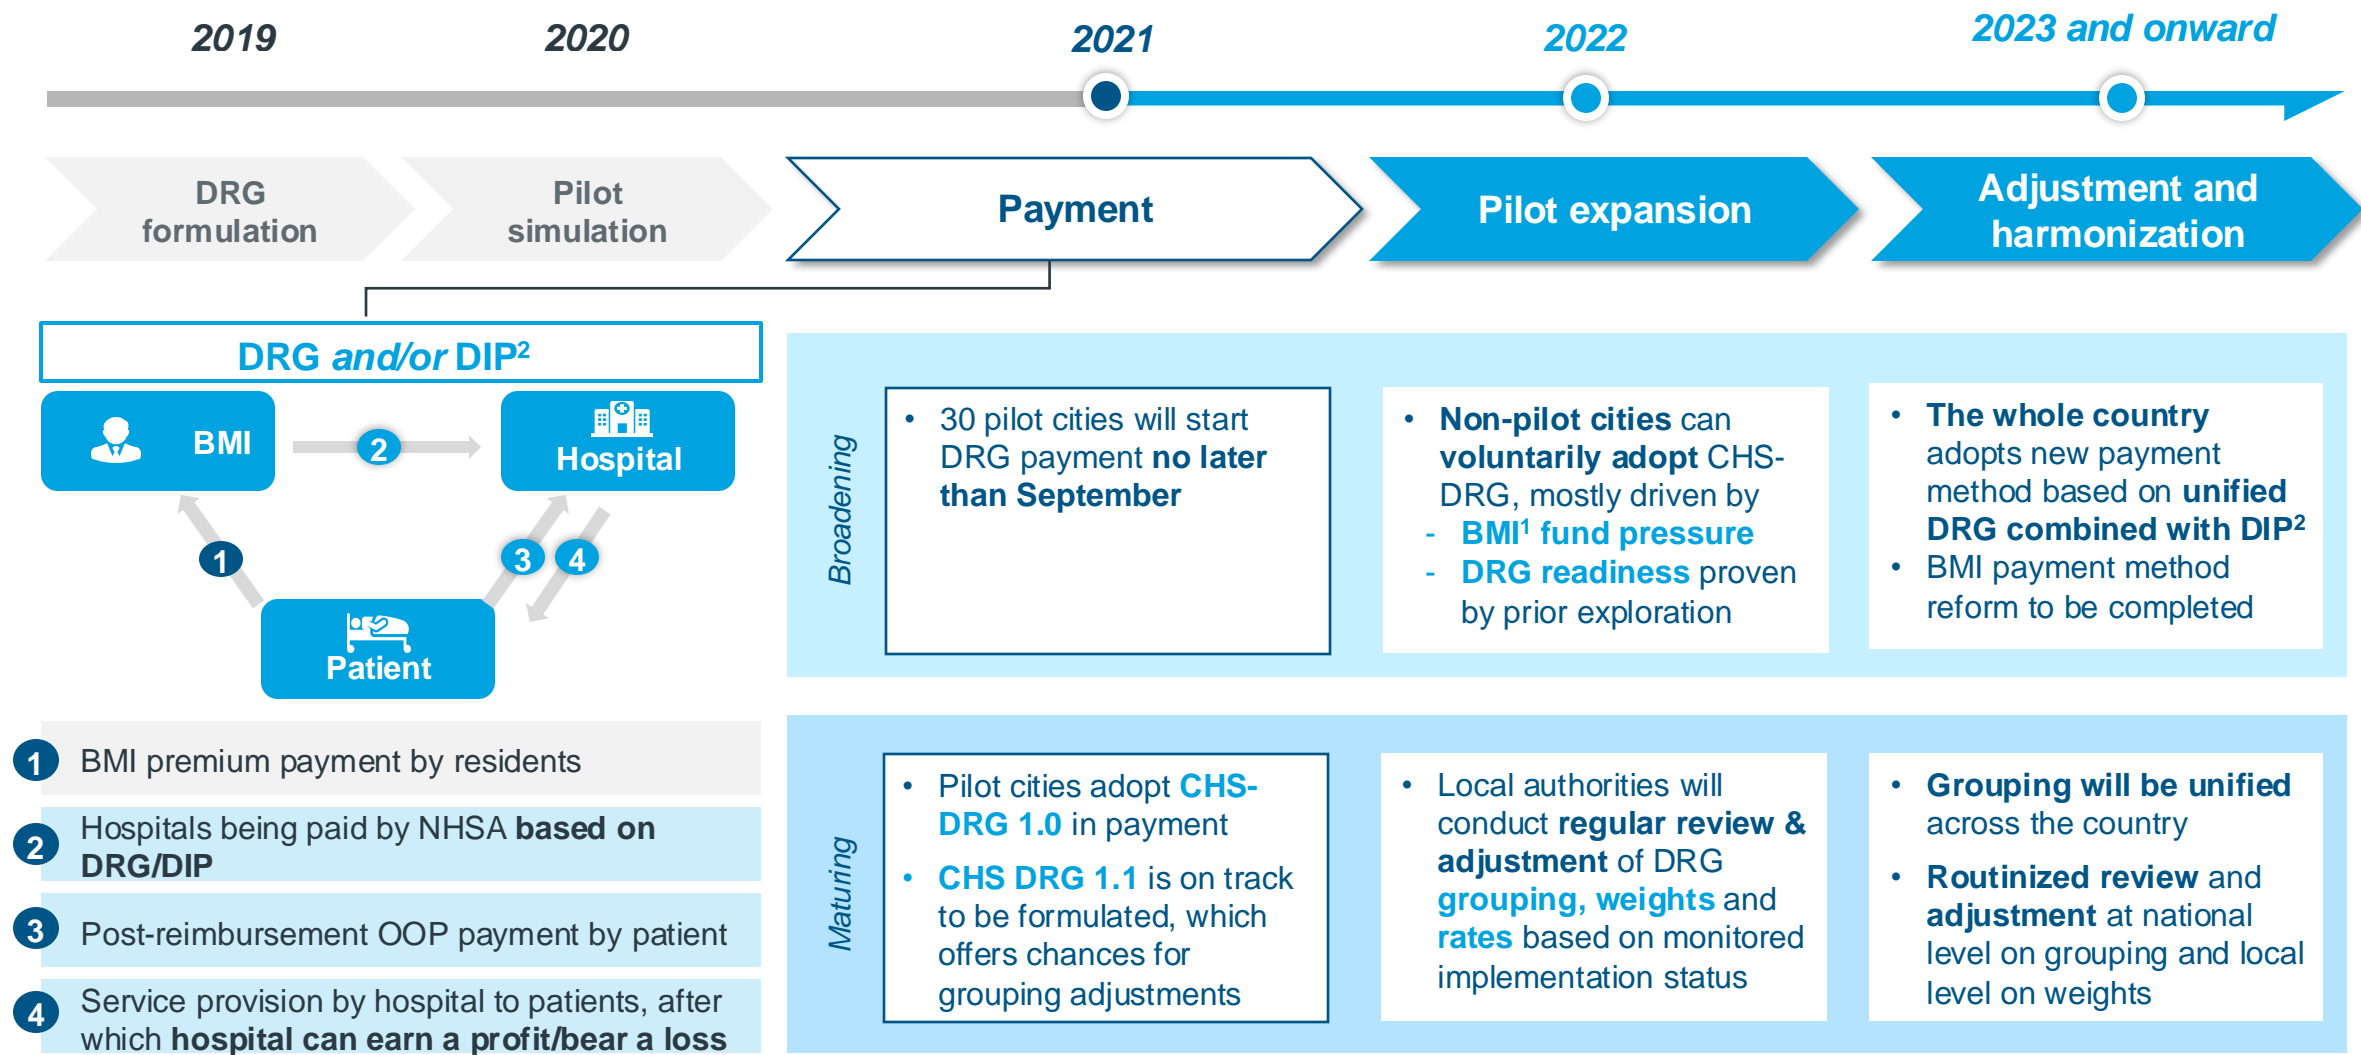 2019
2020
2021
2022
2023 and onward
DRG
formulation
Pilot
simulation
Payment
Pilot expansion
Adjustment and
harmonization
DRG and/or DIP2
BMI
2
Hospital
1
3
4
Patient
1
BMI premium payment by residents
2
Hospitals being paid by NHSA based on
DRG/DIP
3
Post-reimbursement OOP payment by patient
4
Service provision by hospital to patients, after
which hospital can earn a profit/bear a loss
Broadening
• 30 pilot cities will start
DRG payment no later
than September
• Non-pilot cities can
voluntarily adopt CHS-
DRG, mostly driven by
- BMI1 fund pressure
- DRG readiness proven
by prior exploration
• The whole country
adopts new payment
method based on unified
DRG combined with DIP2
• BMI payment method
reform to be completed
Maturing
• Pilot cities adopt CHS-
DRG 1.0 in payment
• CHS DRG 1.1 is on track
to be formulated, which
offers chances for
grouping adjustments
• Local authorities will
conduct regular review &
adjustment of DRG
grouping, weights and
rates based on monitored
implementation status
• Grouping will be unified
across the country
• Routinized review and
adjustment at national
level on grouping and local
level on weights